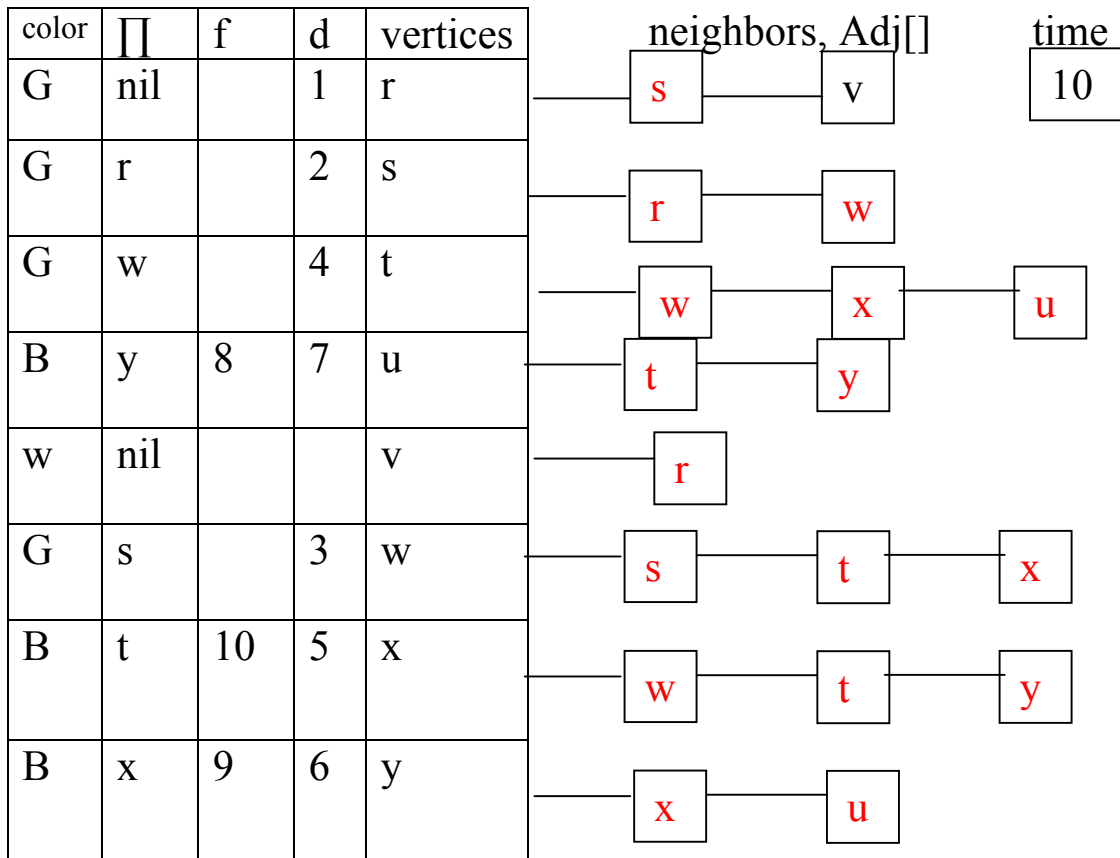 color ∏ f d vertices neighbors, Adj[] time
G nil 1 r s v 10
G r 2 s r w
G w 4 t w x u
B y 8 7 u t y
w nil v r
G s 3 w s t x
B t 10 5 x w t y
B x 9 6 y x u